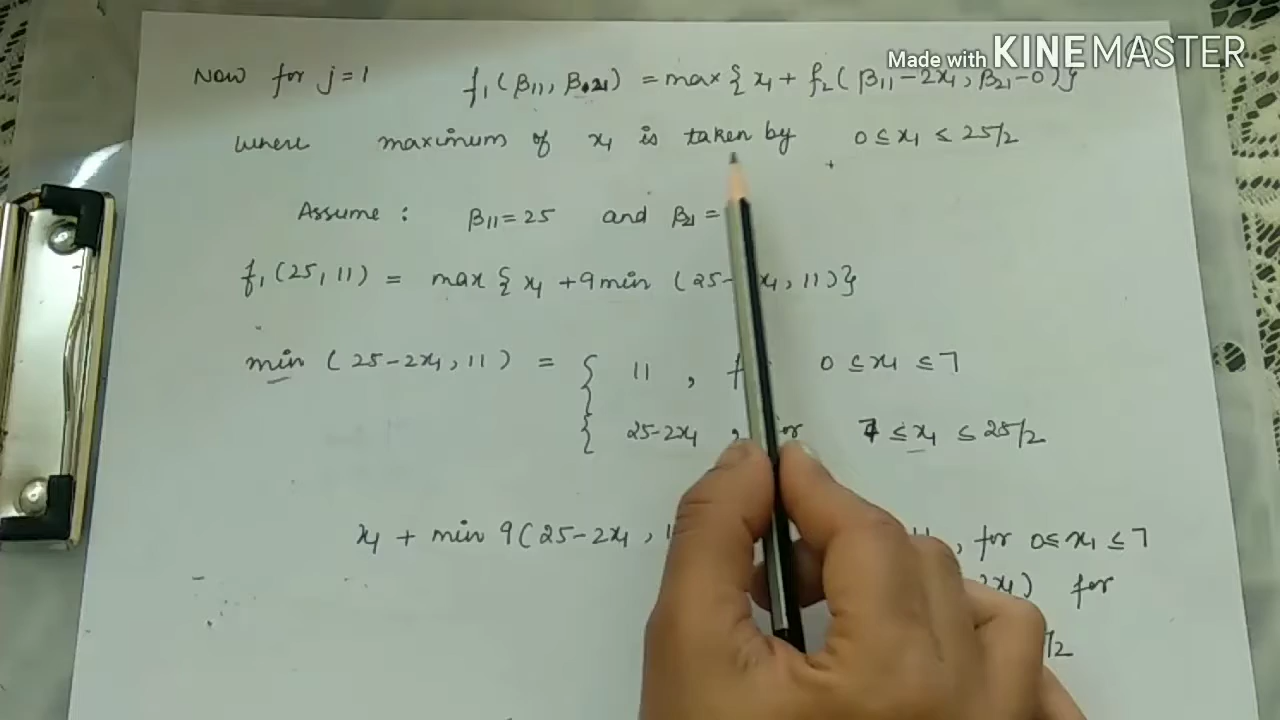 Made with KINEMASTER
Now for j=1 f₁(β₁₁, β₂₁) = max{ x₁ + f₂(β₁₁-2x₁, β₂₁-0)}
where maximum of x₁ is taken by 0 ≤ x₁ ≤ 25/2
Assume : β₁₁=25 and β₂₁ =
f₁(25,11) = max { x₁ +9 min (25- x₁, 11)}
min (25-2x₁, 11) = { 11 , 0 ≤ x₁ ≤ 7
{ 25-2x₁ , 7 ≤ x₁ ≤ 25/2
x₁ + min 9(25-2x₁ , , for 0≤ x₁ ≤ 7
2x₁) for
/2